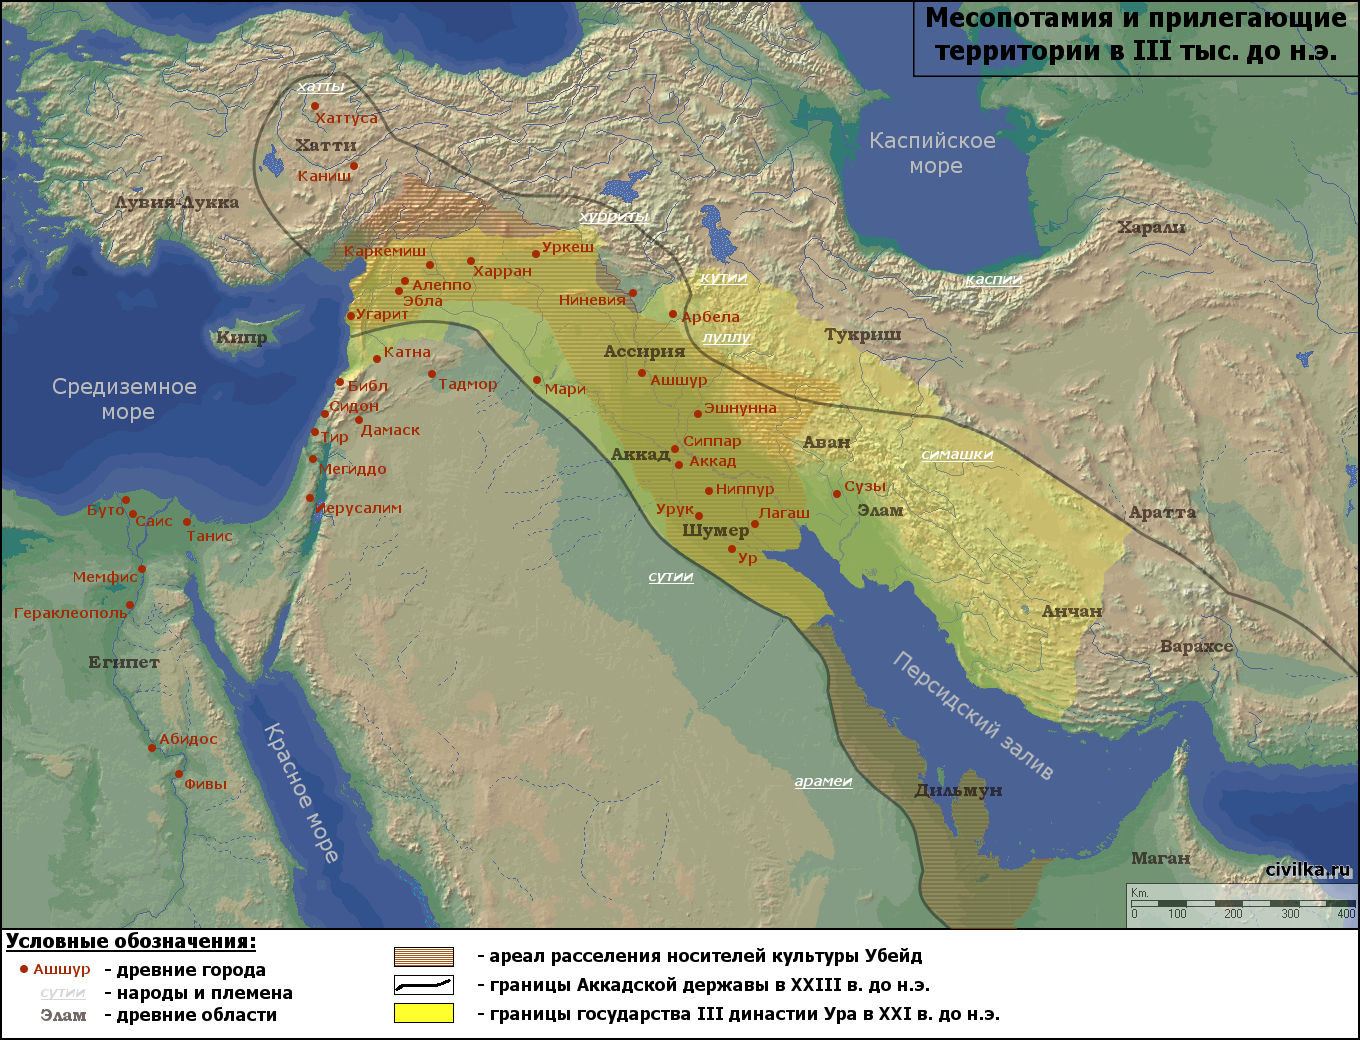 Месопотамия и прилегающие
территории в III тыс. до н.э.
хатты
Хаттуса
Хатти
Каниш
Лувия-Лукка
Каспийское
море
хурриты
Харали
Каркемиш
Уркеш
Харран
Алеппо
Эбла
Ниневия
кутии
каспии
Угарит
Арбела
Кипр
луллу
Тукриш
Катна
Ассирия
Средиземное
море
Библ
Тадмор
Мари
Ашшур
Сидон
Эшнунна
Тир
Дамаск
Сиппар
Аван
Мегиддо
Аккад
Аккад
симашки
Буто
Саис
Иерусалим
Ниппур
Сузы
Танис
Урук
Лагаш
Элам
Аратта
Шумер
Ур
Мемфис
сутии
Гераклеополь
Анчан
Египет
Варахсе
Персидский залив
Абидос
Красное море
Фивы
арамеи
Дильмун
Маган
civilka.ru
Km.
0 100 200 300 400
Условные обозначения:
Ашшур - древние города
сутии - народы и племена
Элам - древние области
- ареал расселения носителей культуры Убейд
- границы Аккадской державы в XXIII в. до н.э.
- границы государства III династии Ура в XXI в. до н.э.